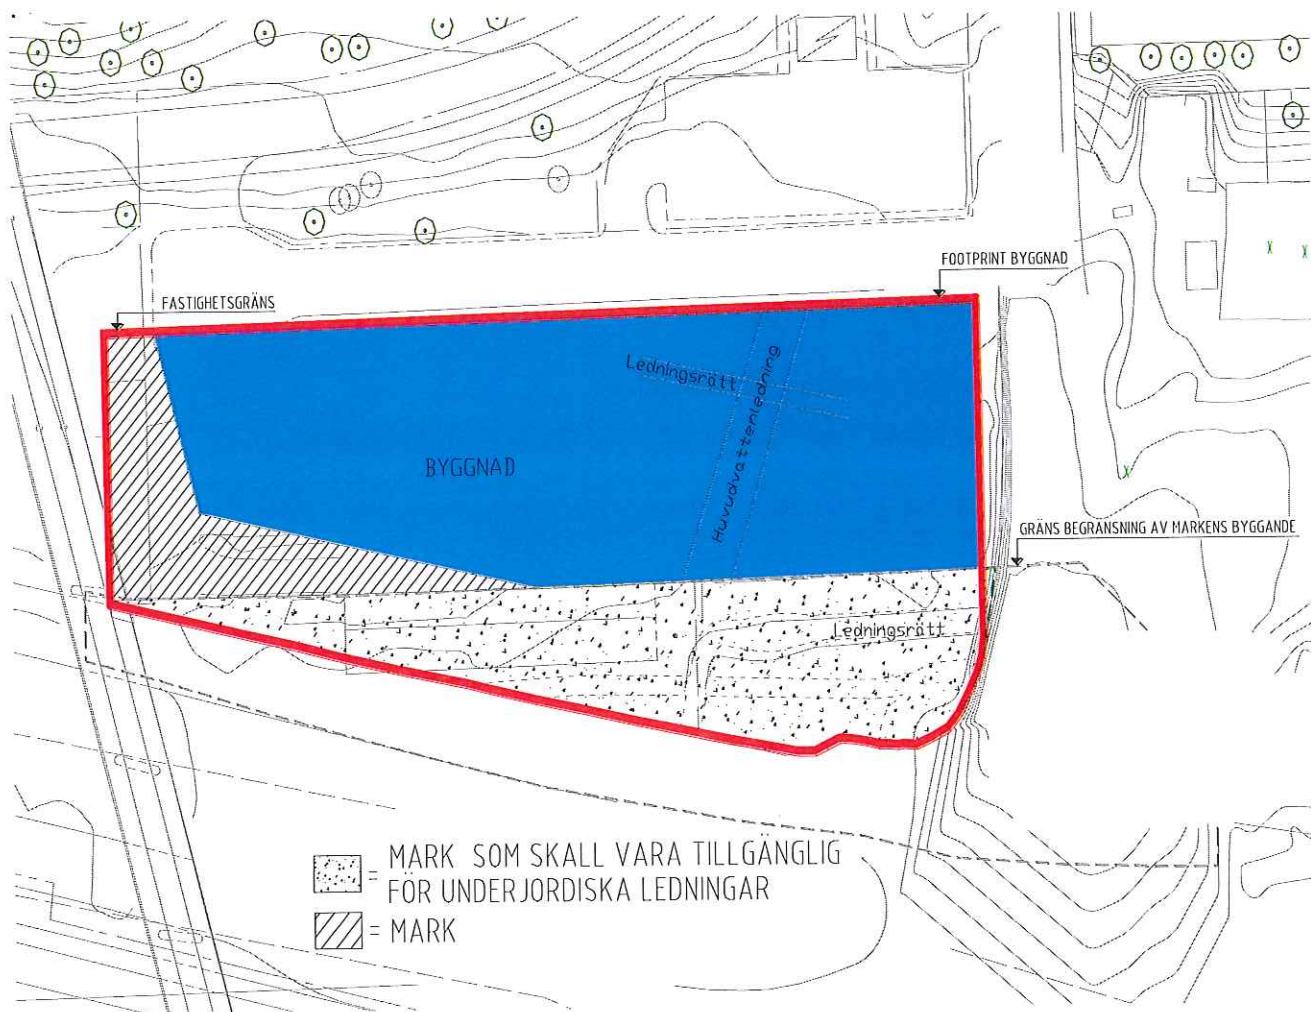 FOOTPRINT BYGGNAD
FASTIGHETSGRÄNS
Ledningsrätt
Huvudvattenledning
BYGGNAD
GRÄNS BEGRÄNSNING AV MARKENS BYGGANDE
Ledningsrätt
= MARK SOM SKALL VARA TILLGÄNGLIG
FÖR UNDERJORDISKA LEDNINGAR
= MARK